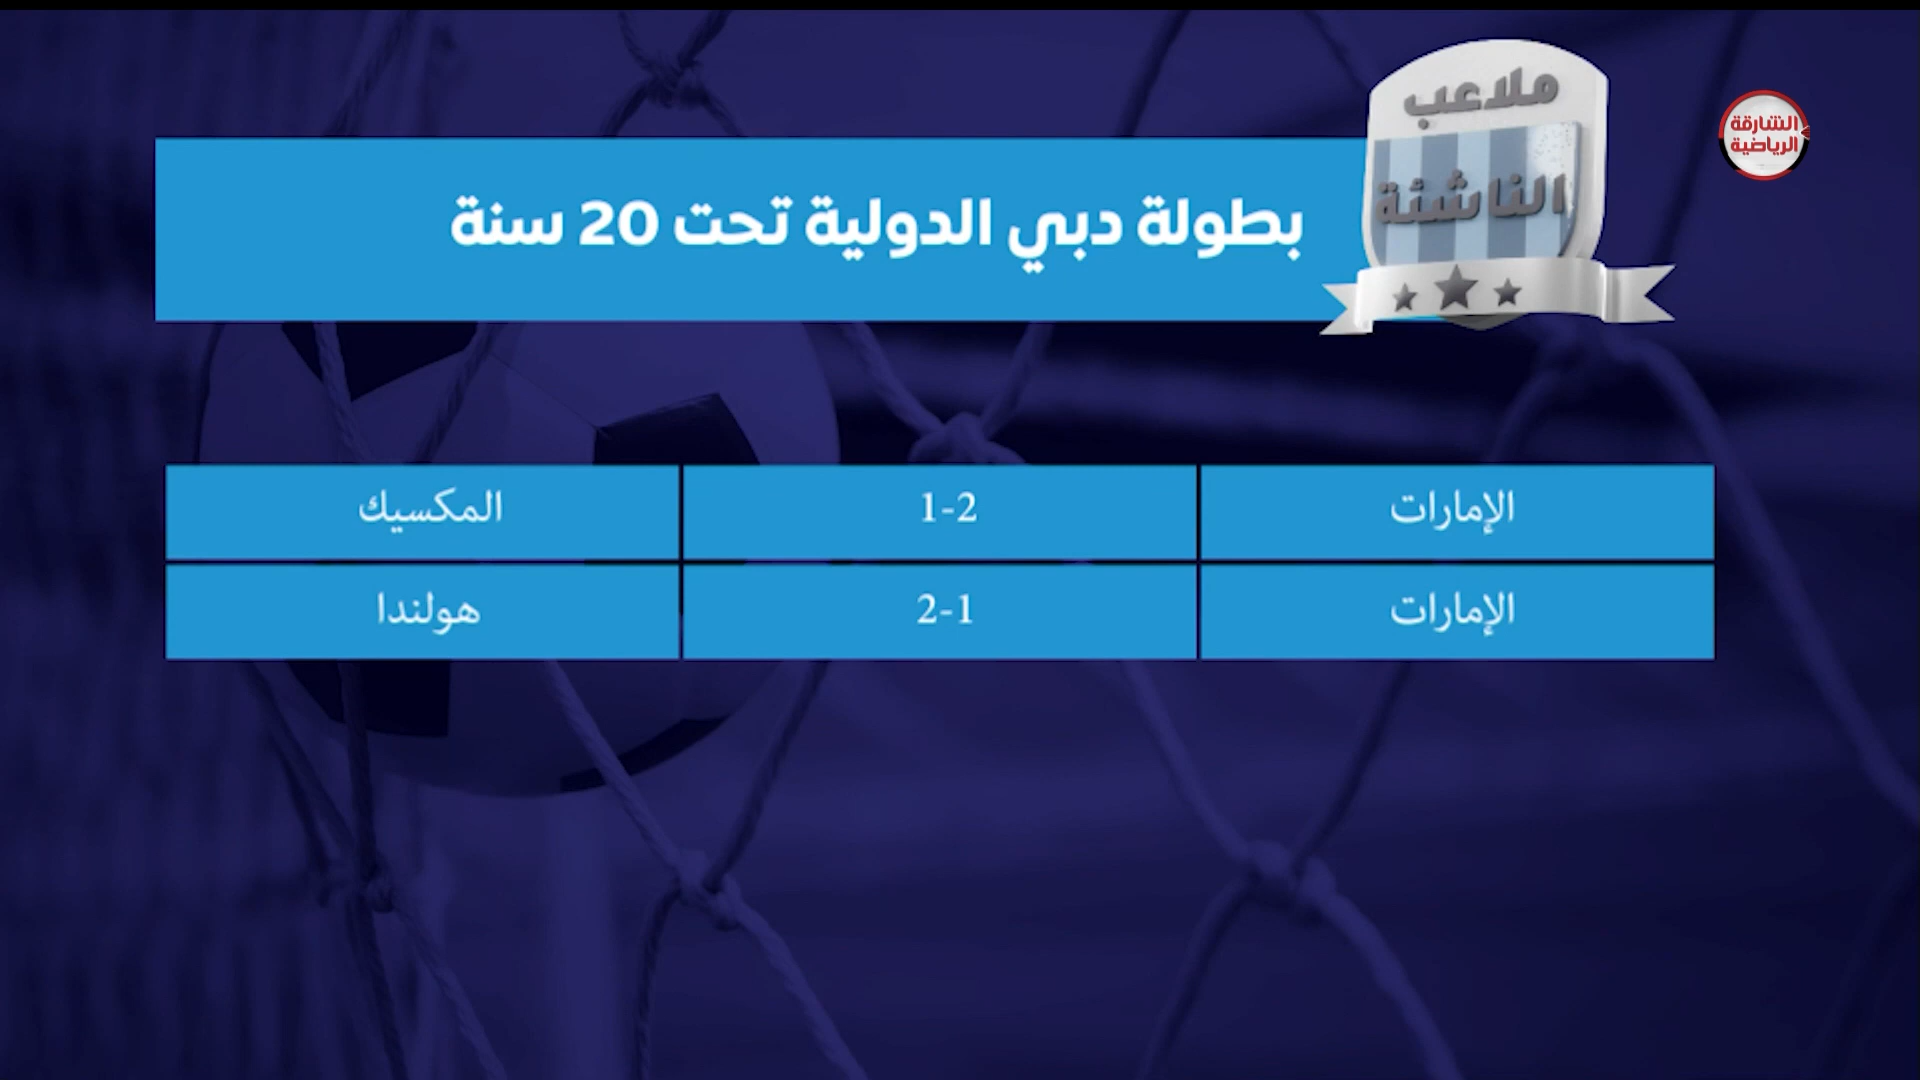 ملاعب
الناشئة
الشارقة
الرياضية
بطولة دبي الدولية تحت 20 سنة
الإمارات 1-2 المكسيك
الإمارات 2-1 هولندا